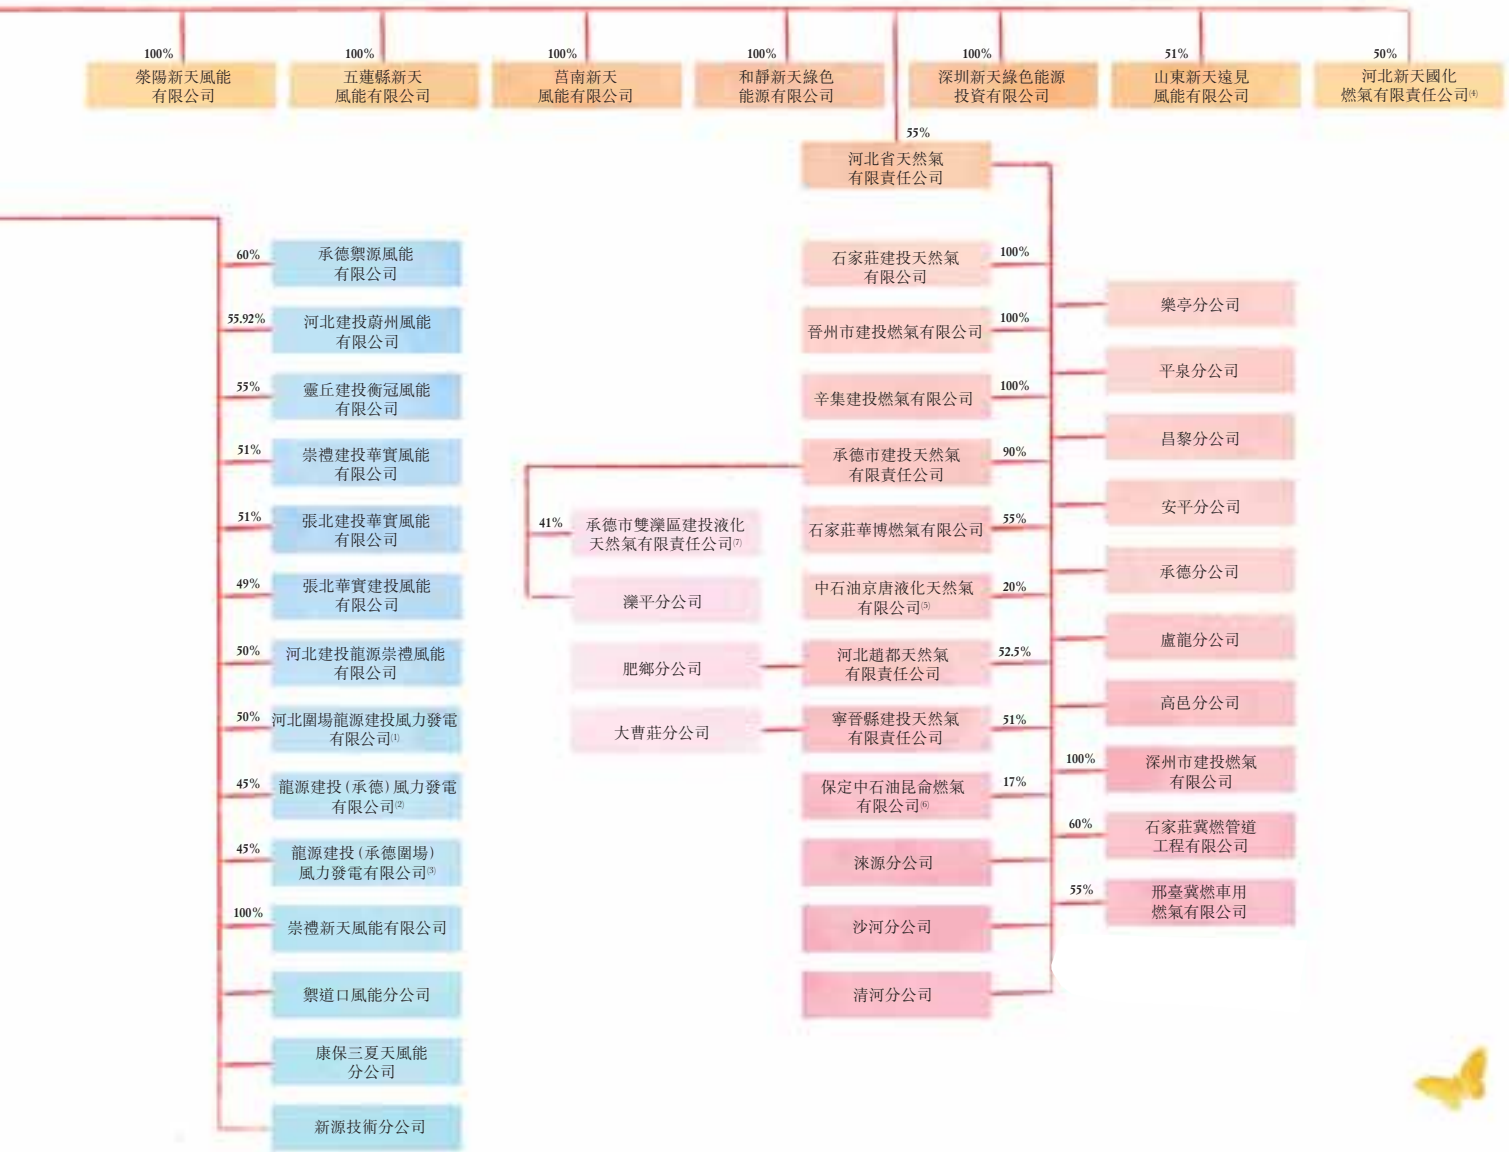 100%
滎陽新天風能
有限公司
100%
五蓮縣新天
風能有限公司
100%
莒南新天
風能有限公司
100%
和靜新天綠色
能源有限公司
100%
深圳新天綠色能源
投資有限公司
51%
山東新天遠見
風能有限公司
50%
河北新天國化
燃氣有限責任公司(4)
55%
河北省天然氣
有限責任公司
60%
承德禦源風能
有限公司
55.92%
河北建投蔚州風能
有限公司
55%
靈丘建投衡冠風能
有限公司
51%
崇禮建投華實風能
有限公司
51%
張北建投華實風能
有限公司
49%
張北華實建投風能
有限公司
50%
河北建投龍源崇禮風能
有限公司
50%
河北圍場龍源建投風力發電
有限公司(1)
45%
龍源建投(承德)風力發電
有限公司(2)
45%
龍源建投(承德圍場)
風力發電有限公司(3)
100%
崇禮新天風能有限公司
禦道口風能分公司
康保三夏天風能
分公司
新源技術分公司
41%
承德市雙灤區建投液化
天然氣有限責任公司(7)
灤平分公司
肥鄉分公司
大曹莊分公司
石家莊建投天然氣
有限公司
100%
晉州市建投燃氣有限公司
100%
辛集建投燃氣有限公司
100%
承德市建投天然氣
有限責任公司
90%
石家莊華博燃氣有限公司
55%
中石油京唐液化天然氣
有限公司(5)
20%
河北趙都天然氣
有限責任公司
52.5%
寧晉縣建投天然氣
有限責任公司
51%
保定中石油昆侖燃氣
有限公司(6)
17%
淶源分公司
沙河分公司
清河分公司
樂亭分公司
平泉分公司
昌黎分公司
安平分公司
承德分公司
盧龍分公司
高邑分公司
100%
深州市建投燃氣
有限公司
60%
石家莊冀燃管道
工程有限公司
55%
邢臺冀燃車用
燃氣有限公司